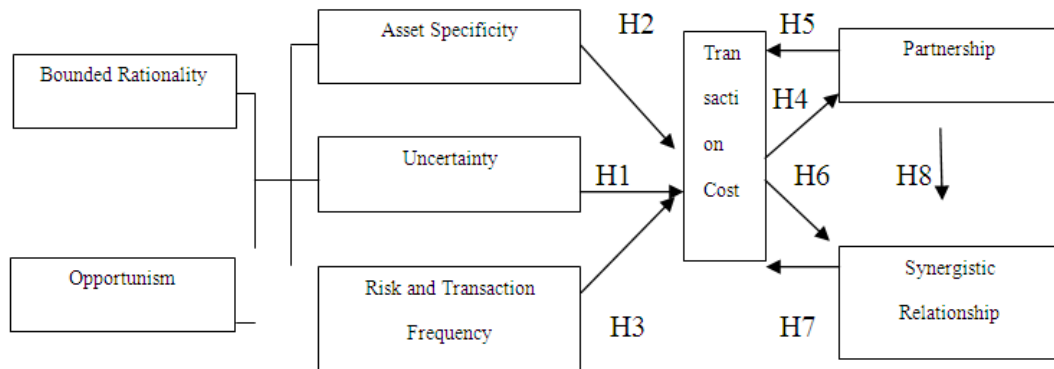 Asset Specificity
H2
H5
Partnership
Bounded Rationality
Tran
sacti
on
Cost
H4
Uncertainty
H1
H6
H8
Opportunism
Risk and Transaction
Frequency
H3
H7
Synergistic
Relationship